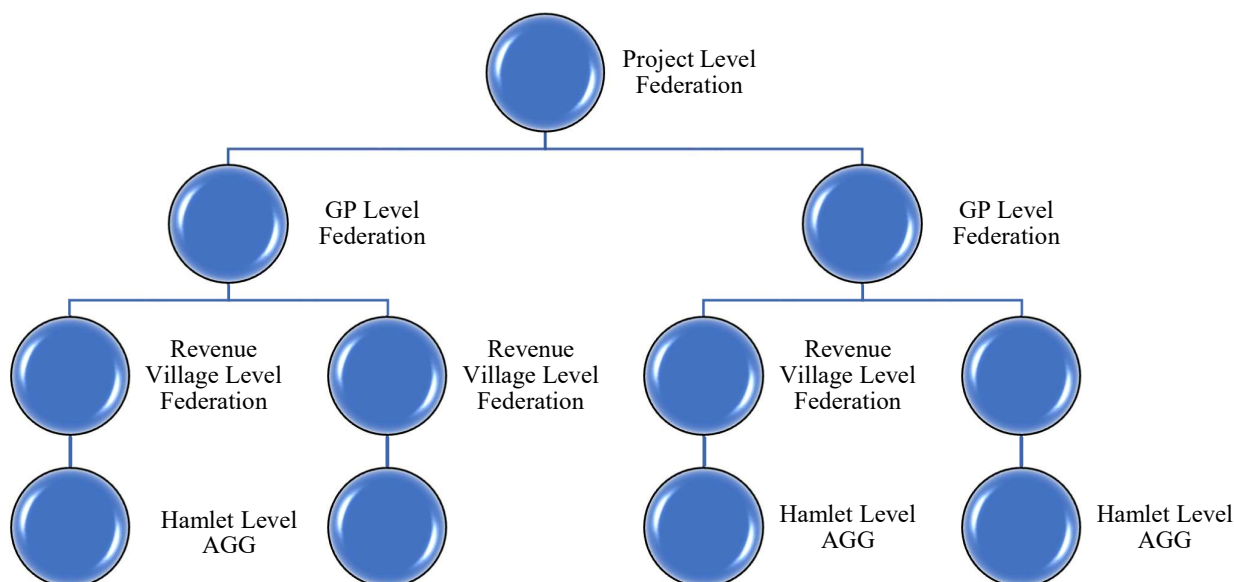 Project Level
Federation
GP Level
Federation
GP Level
Federation
Revenue
Village Level
Federation
Revenue
Village Level
Federation
Revenue
Village Level
Federation
Hamlet Level
AGG
Hamlet Level
AGG
Hamlet Level
AGG